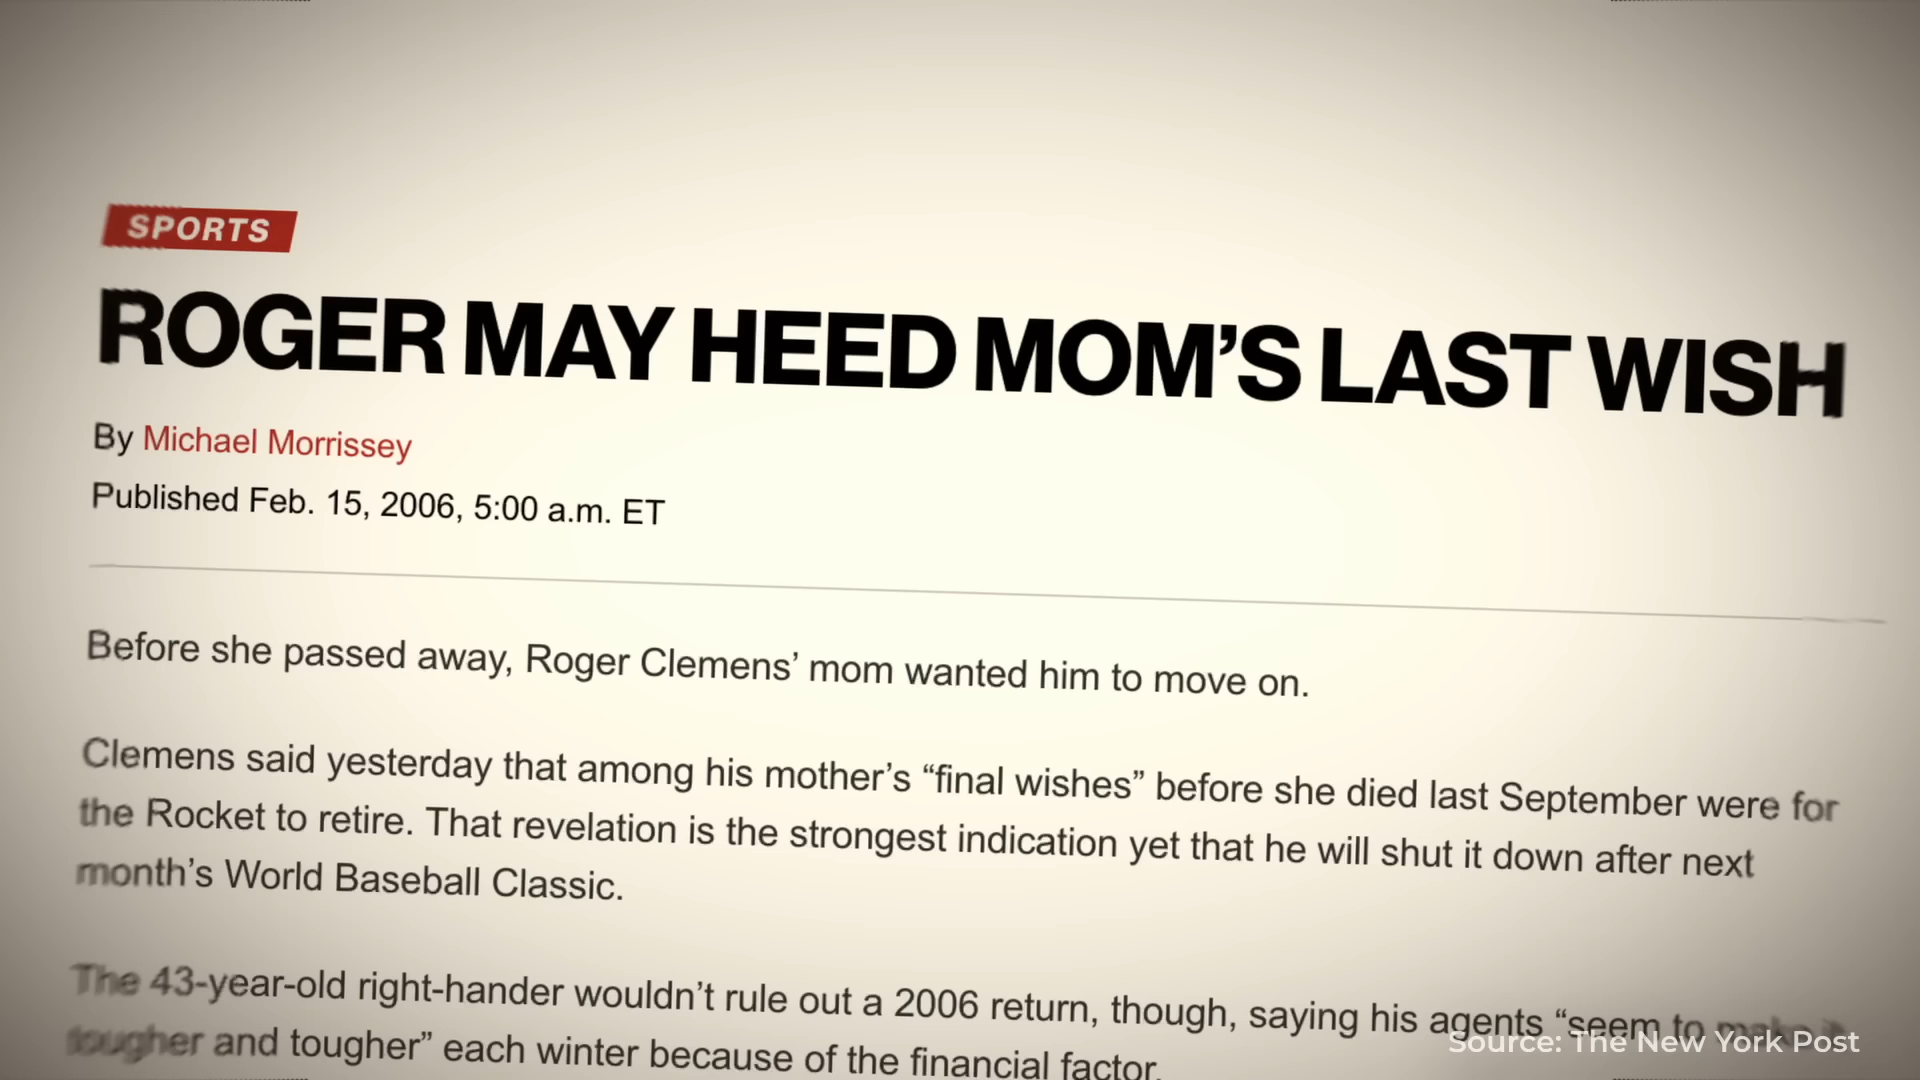 SPORTS
ROGER MAY HEED MOM’S LAST WISH
By Michael Morrissey
Published Feb. 15, 2006, 5:00 a.m. ET
Before she passed away, Roger Clemens’ mom wanted him to move on.
Clemens said yesterday that among his mother’s “final wishes” before she died last September were for
the Rocket to retire. That revelation is the strongest indication yet that he will shut it down after next
month’s World Baseball Classic.
The 43-year-old right-hander wouldn’t rule out a 2006 return, though, saying his agents “seem to make it
tougher and tougher” each winter because of the financial factor.
Source: The New York Post